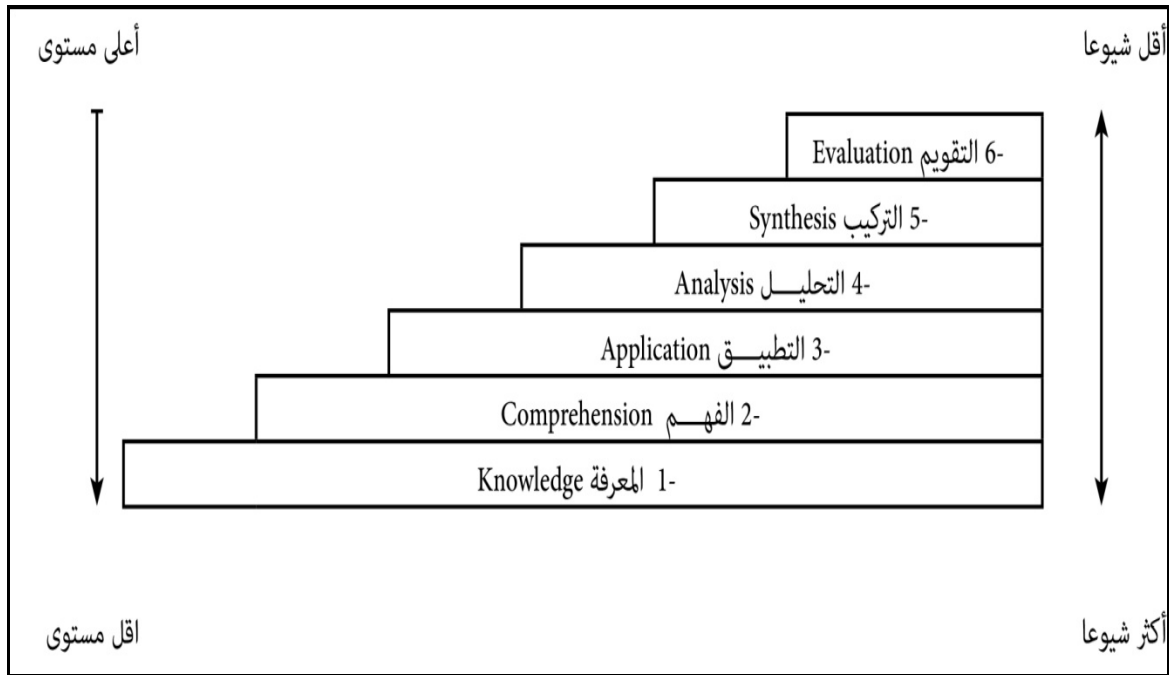 أقل شيوعا
أعلى مستوى
6- التقويم Evaluation
5- التركيب Synthesis
4- التحليـــل Analysis
3- التطبيـــق Application
2- الفهـــم Comprehension
1- المعرفة Knowledge
أكثر شيوعا
اقل مستوى